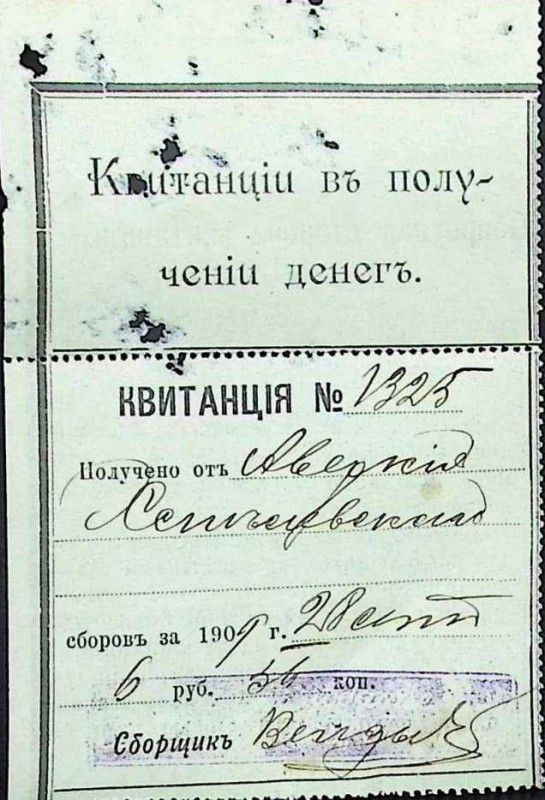 Квитанціи въ полу-
ченіи денегъ.
КВИТАНЦІЯ № 1325
Получено отъ Аверкія
сборовъ за 1909 г. 28
6 руб. 56 коп.
Сборщикъ